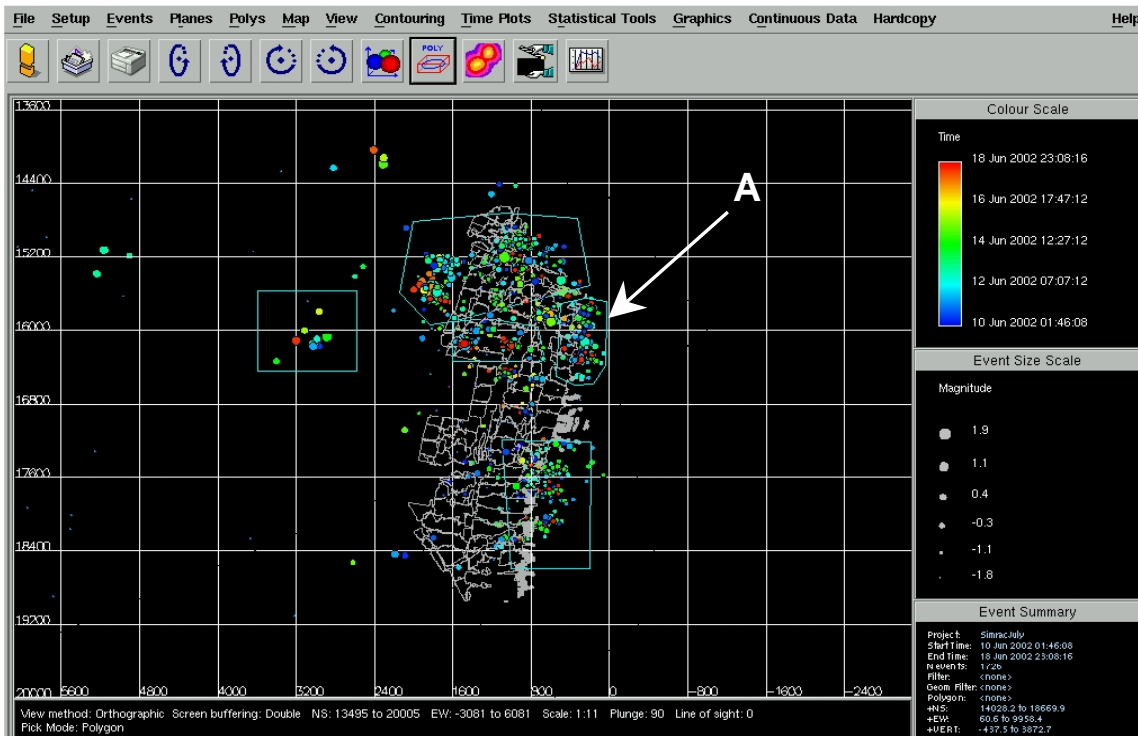 File Setup Events Planes Polys Map View Contouring Time Plots Statistical Tools Graphics Continuous Data Hardcopy Help
POLY
13600
14400
15200
16000
16800
17600
18400
19200
20000 5600 4800 3200 2400 1600 800 0 -800 -1600 -2400
A
View method: Orthographic Screen buffering: Double NS: 13495 to 20005 EW: -3081 to 6081 Scale: 1:11 Plunge: 90 Line of sight: 0
Pick Mode: Polygon
Colour Scale
Time
18 Jun 2002 23:08:16
16 Jun 2002 17:47:12
14 Jun 2002 12:27:12
12 Jun 2002 07:07:12
10 Jun 2002 01:46:08
Event Size Scale
Magnitude
1.9
1.1
0.4
-0.3
-1.1
-1.8
Event Summary
Project: SimracJuly
Start Time: 10 Jun 2002 01:46:08
End Time: 18 Jun 2002 23:08:16
N events: 1726
Filter: <none>
Geom Filter: <none>
Polygon: <none>
+NS: 14028.2 to 18669.9
+EW: 60.6 to 9958.4
+VERT: -437.5 to 3872.7